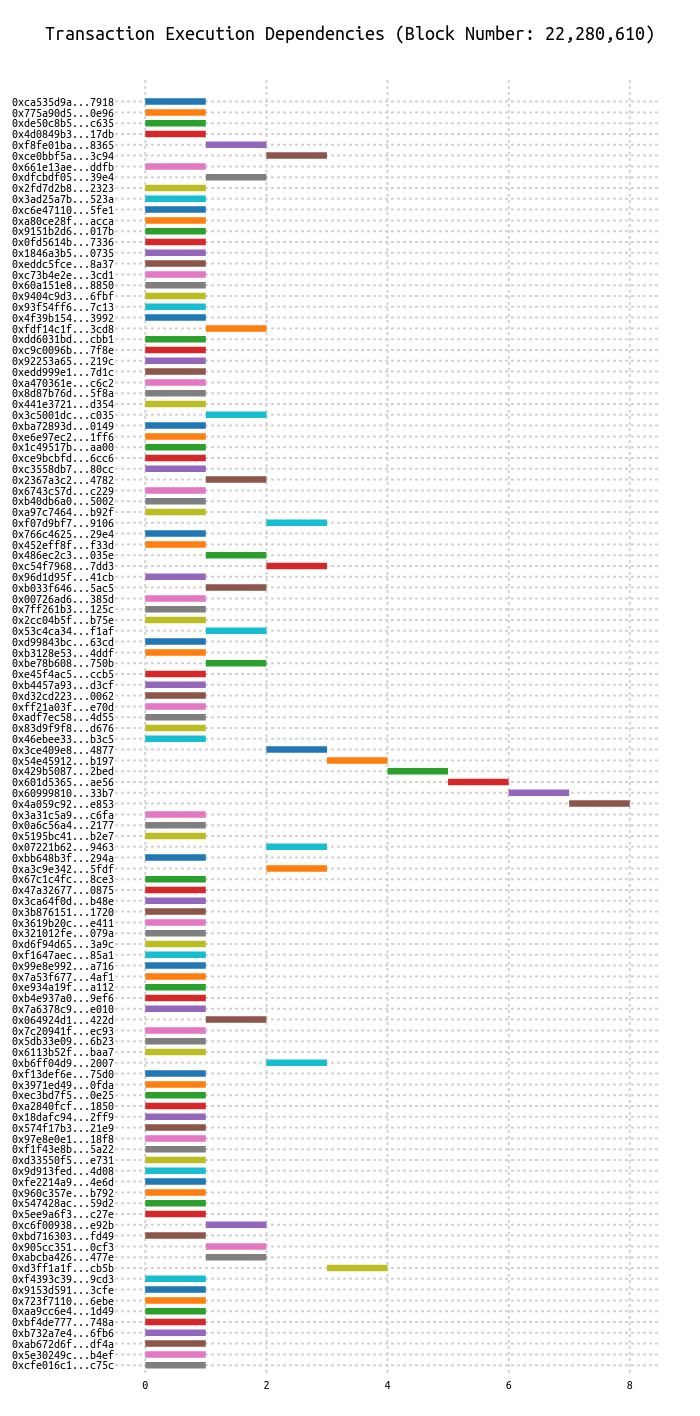 Transaction Execution Dependencies (Block Number: 22,280,610)
0xca535d9a...7918
0x775a90d5...0e96
0xde50c8b5...c635
0x4d0849b3...17db
0xf8fe01ba...8365
0xce0bbf5a...3c94
0x661e13ae...ddfb
0xdfcbdf05...39e4
0x2fd7d2b8...2323
0x3ad25a7b...523a
0xc6e47110...5fe1
0xa80ce28f...acca
0x9151b2d6...017b
0x0fd5614b...7336
0x1846a3b5...0735
0xeddc5fce...8a37
0xc73b4e2e...3cd1
0x60a151e8...8850
0x9404c9d3...6fbf
0x93f54ff6...7c13
0x4f39b154...3992
0xfdf14c1f...3cd8
0xdd6031bd...cbb1
0xc9c0096b...7f8e
0x92253a65...219c
0xedd999e1...7d1c
0xa470361e...c6c2
0x8d87b76d...5f8a
0x441e3721...d354
0x3c5001dc...c035
0xba72893d...0149
0xe6e97ec2...1ff6
0x1c49517b...aa00
0xce9bcbfd...6cc6
0xc3558db7...80cc
0x2367a3c2...4782
0x6743c57d...c229
0xb40db6a0...5002
0xa97c7464...b92f
0xf07d9bf7...9106
0x766c4625...29e4
0x452eff8f...f33d
0x486ec2c3...035e
0xc54f7968...7dd3
0x96d1d95f...41cb
0xb033f646...5ac5
0x00726ad6...385d
0x7ff261b3...125c
0x2cc04b5f...b75e
0x53c4ca34...f1af
0xd99843bc...63cd
0xb3128e53...4ddf
0xbe78b608...750b
0xe45f4ac5...ccb5
0xb4457a93...d3cf
0xd32cd223...0062
0xff21a03f...e70d
0xadf7ec58...4d55
0x83d9f9f8...d676
0x46ebee33...b3c5
0x3ce409e8...4877
0x54e45912...b197
0x429b5087...2bed
0x601d5365...ae56
0x60999810...33b7
0x4a059c92...e853
0x3a31c5a9...c6fa
0x0a6c56a4...2177
0x5195bc41...b2e7
0x07221b62...9463
0xbb648b3f...294a
0xa3c9e342...5fdf
0x67c1c4fc...8ce3
0x47a32677...0875
0x3ca64f0d...b48e
0x3b876151...1720
0x3619b20c...e411
0x321012fe...079a
0xd6f94d65...3a9c
0xf1647aec...85a1
0x99e8e992...a716
0x7a53f677...4af1
0xe934a19f...a112
0xb4e937a0...9ef6
0x7a6378c9...e010
0x064924d1...422d
0x7c20941f...ec93
0x5db33e09...6b23
0x6113b52f...baa7
0xb6ff04d9...2007
0xf13def6e...75d0
0x3971ed49...0fda
0xec3bd7f5...0e25
0xa2840fcf...1850
0x18dafc94...2ff9
0x574f17b3...21e9
0x97e8e0e1...18f8
0xf1f43e8b...5a22
0xd33550f5...e731
0x9d913fed...4d08
0xfe2214a9...4e6d
0x960c357e...b792
0x547428ac...59d2
0x5ee9a6f3...c27e
0xc6f00938...e92b
0xbd716303...fd49
0x905cc351...0cf3
0xabcba426...477e
0xd3ff1a1f...cb5b
0xf4393c39...9cd3
0x9153d591...3cfe
0x723f7110...6ebe
0xaa9cc6e4...1d49
0xbf4de777...748a
0xb732a7e4...6fb6
0xab672d6f...df4a
0x5e30249c...b4ef
0xcfe016c1...c75c
0 2 4 6 8